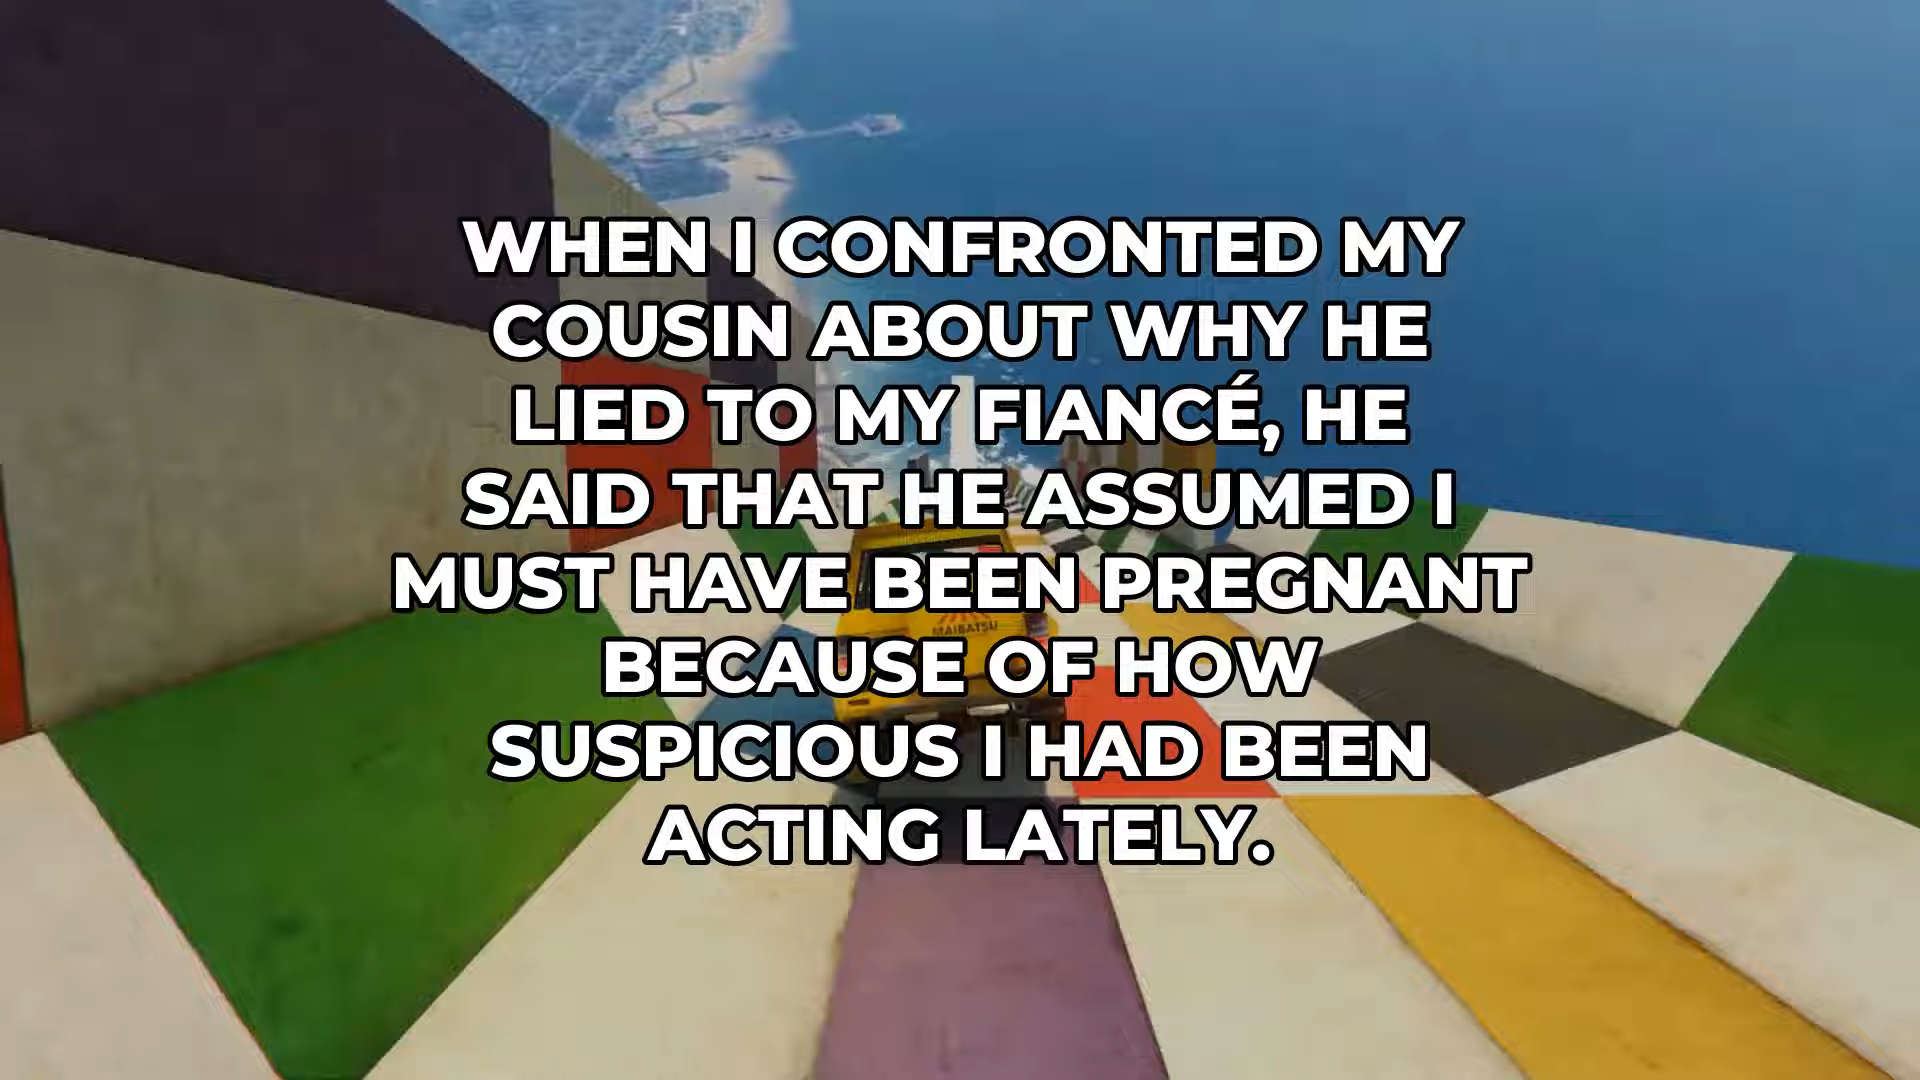 WHEN I CONFRONTED MY
COUSIN ABOUT WHY HE
LIED TO MY FIANCÉ, HE
SAID THAT HE ASSUMED I
MUST HAVE BEEN PREGNANT
BECAUSE OF HOW
SUSPICIOUS I HAD BEEN
ACTING LATELY.
MAIBATSU